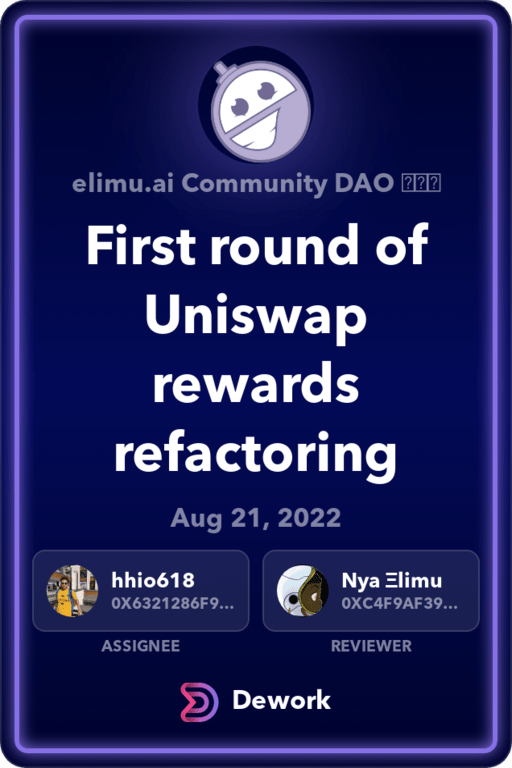 elimu.ai Community DAO
First round of
Uniswap
rewards
refactoring
Aug 21, 2022
hhio618
0X6321286F9...
Nya Ξlimu
0XC4F9AF39...
ASSIGNEE
REVIEWER
Dework